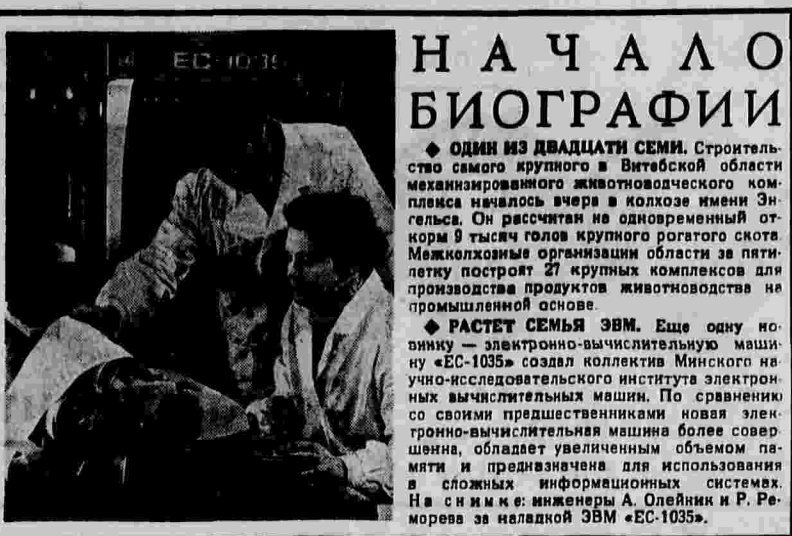 ЕС-1035
НАЧАЛО
БИОГРАФИИ
◆ ОДИН ИЗ ДВАДЦАТИ СЕМИ. Строитель-
ство самого крупного в Витебской области
механизированного животноводческого ком-
плекса началось вчера в колхозе имени Эн-
гельса. Он рассчитан на одновременный от-
корм 9 тысяч голов крупного рогатого скота.
Межколхозные организации области за пяти-
летку построят 27 крупных комплексов для
производства продуктов животноводства на
промышленной основе.
◆ РАСТЕТ СЕМЬЯ ЭВМ. Еще одну но-
винку — электронно-вычислительную маши-
ну «ЕС-1035» создал коллектив Минского на-
учно-исследовательского института электрон-
ных вычислительных машин. По сравнению
со своими предшественниками новая элек-
тронно-вычислительная машина более совер-
шенна, обладает увеличенным объемом па-
мяти и предназначена для использования
в сложных информационных системах.
На снимке: инженеры А. Олейник и Р. Ре-
морева за наладкой ЭВМ «ЕС-1035».